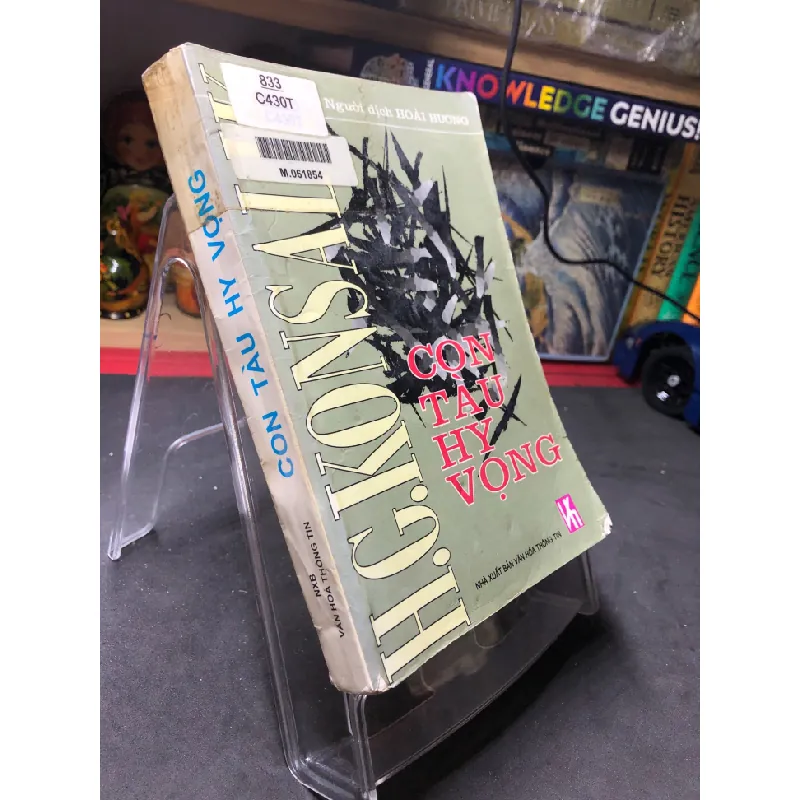 833
C430T
Người dịch HOÀI HƯƠNG
M.051854
H.G.KONSALIK
CON
TÀU
HY
VỌNG
NHÀ XUẤT BẢN VĂN HÓA THÔNG TIN
CON TÀU HY VỌNG
NXB
VĂN HÓA THÔNG TIN
KNOWLEDGE GENIUS!
HISTORY